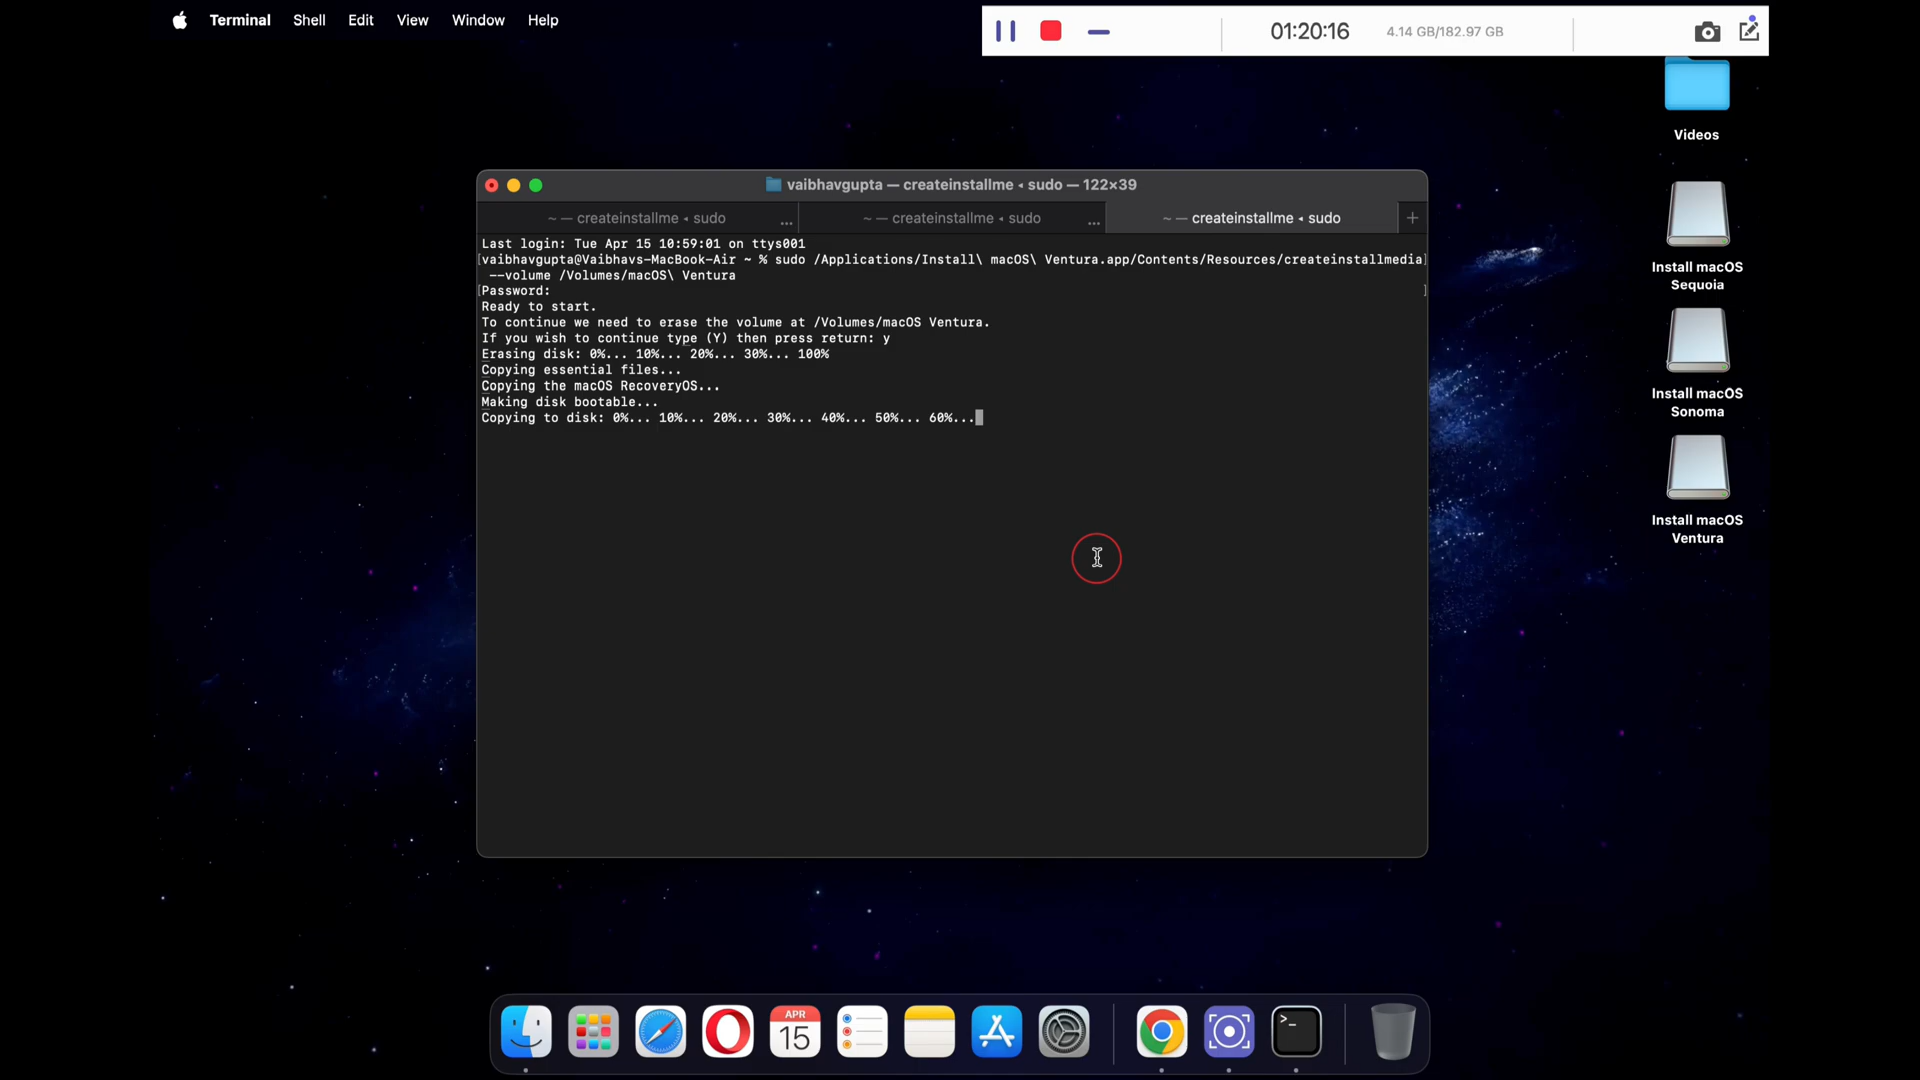 Terminal Shell Edit View Window Help
01:20:16 4.14 GB/182.97 GB
Videos
Install macOS
Sequoia
Install macOS
Sonoma
Install macOS
Ventura
vaibhavgupta — createinstallme ◂ sudo — 122×39
~ — createinstallme ◂ sudo ... ~ — createinstallme ◂ sudo ... ~ — createinstallme ◂ sudo +
Last login: Tue Apr 15 10:59:01 on ttys001
[vaibhavgupta@Vaibhavs-MacBook-Air ~ % sudo /Applications/Install\ macOS\ Ventura.app/Contents/Resources/createinstallmedia]
--volume /Volumes/macOS\ Ventura
[Password: ]
Ready to start.
To continue we need to erase the volume at /Volumes/macOS Ventura.
If you wish to continue type (Y) then press return: y
Erasing disk: 0%... 10%... 20%... 30%... 100%
Copying essential files...
Copying the macOS RecoveryOS...
Making disk bootable...
Copying to disk: 0%... 10%... 20%... 30%... 40%... 50%... 60%...
APR
15
>_